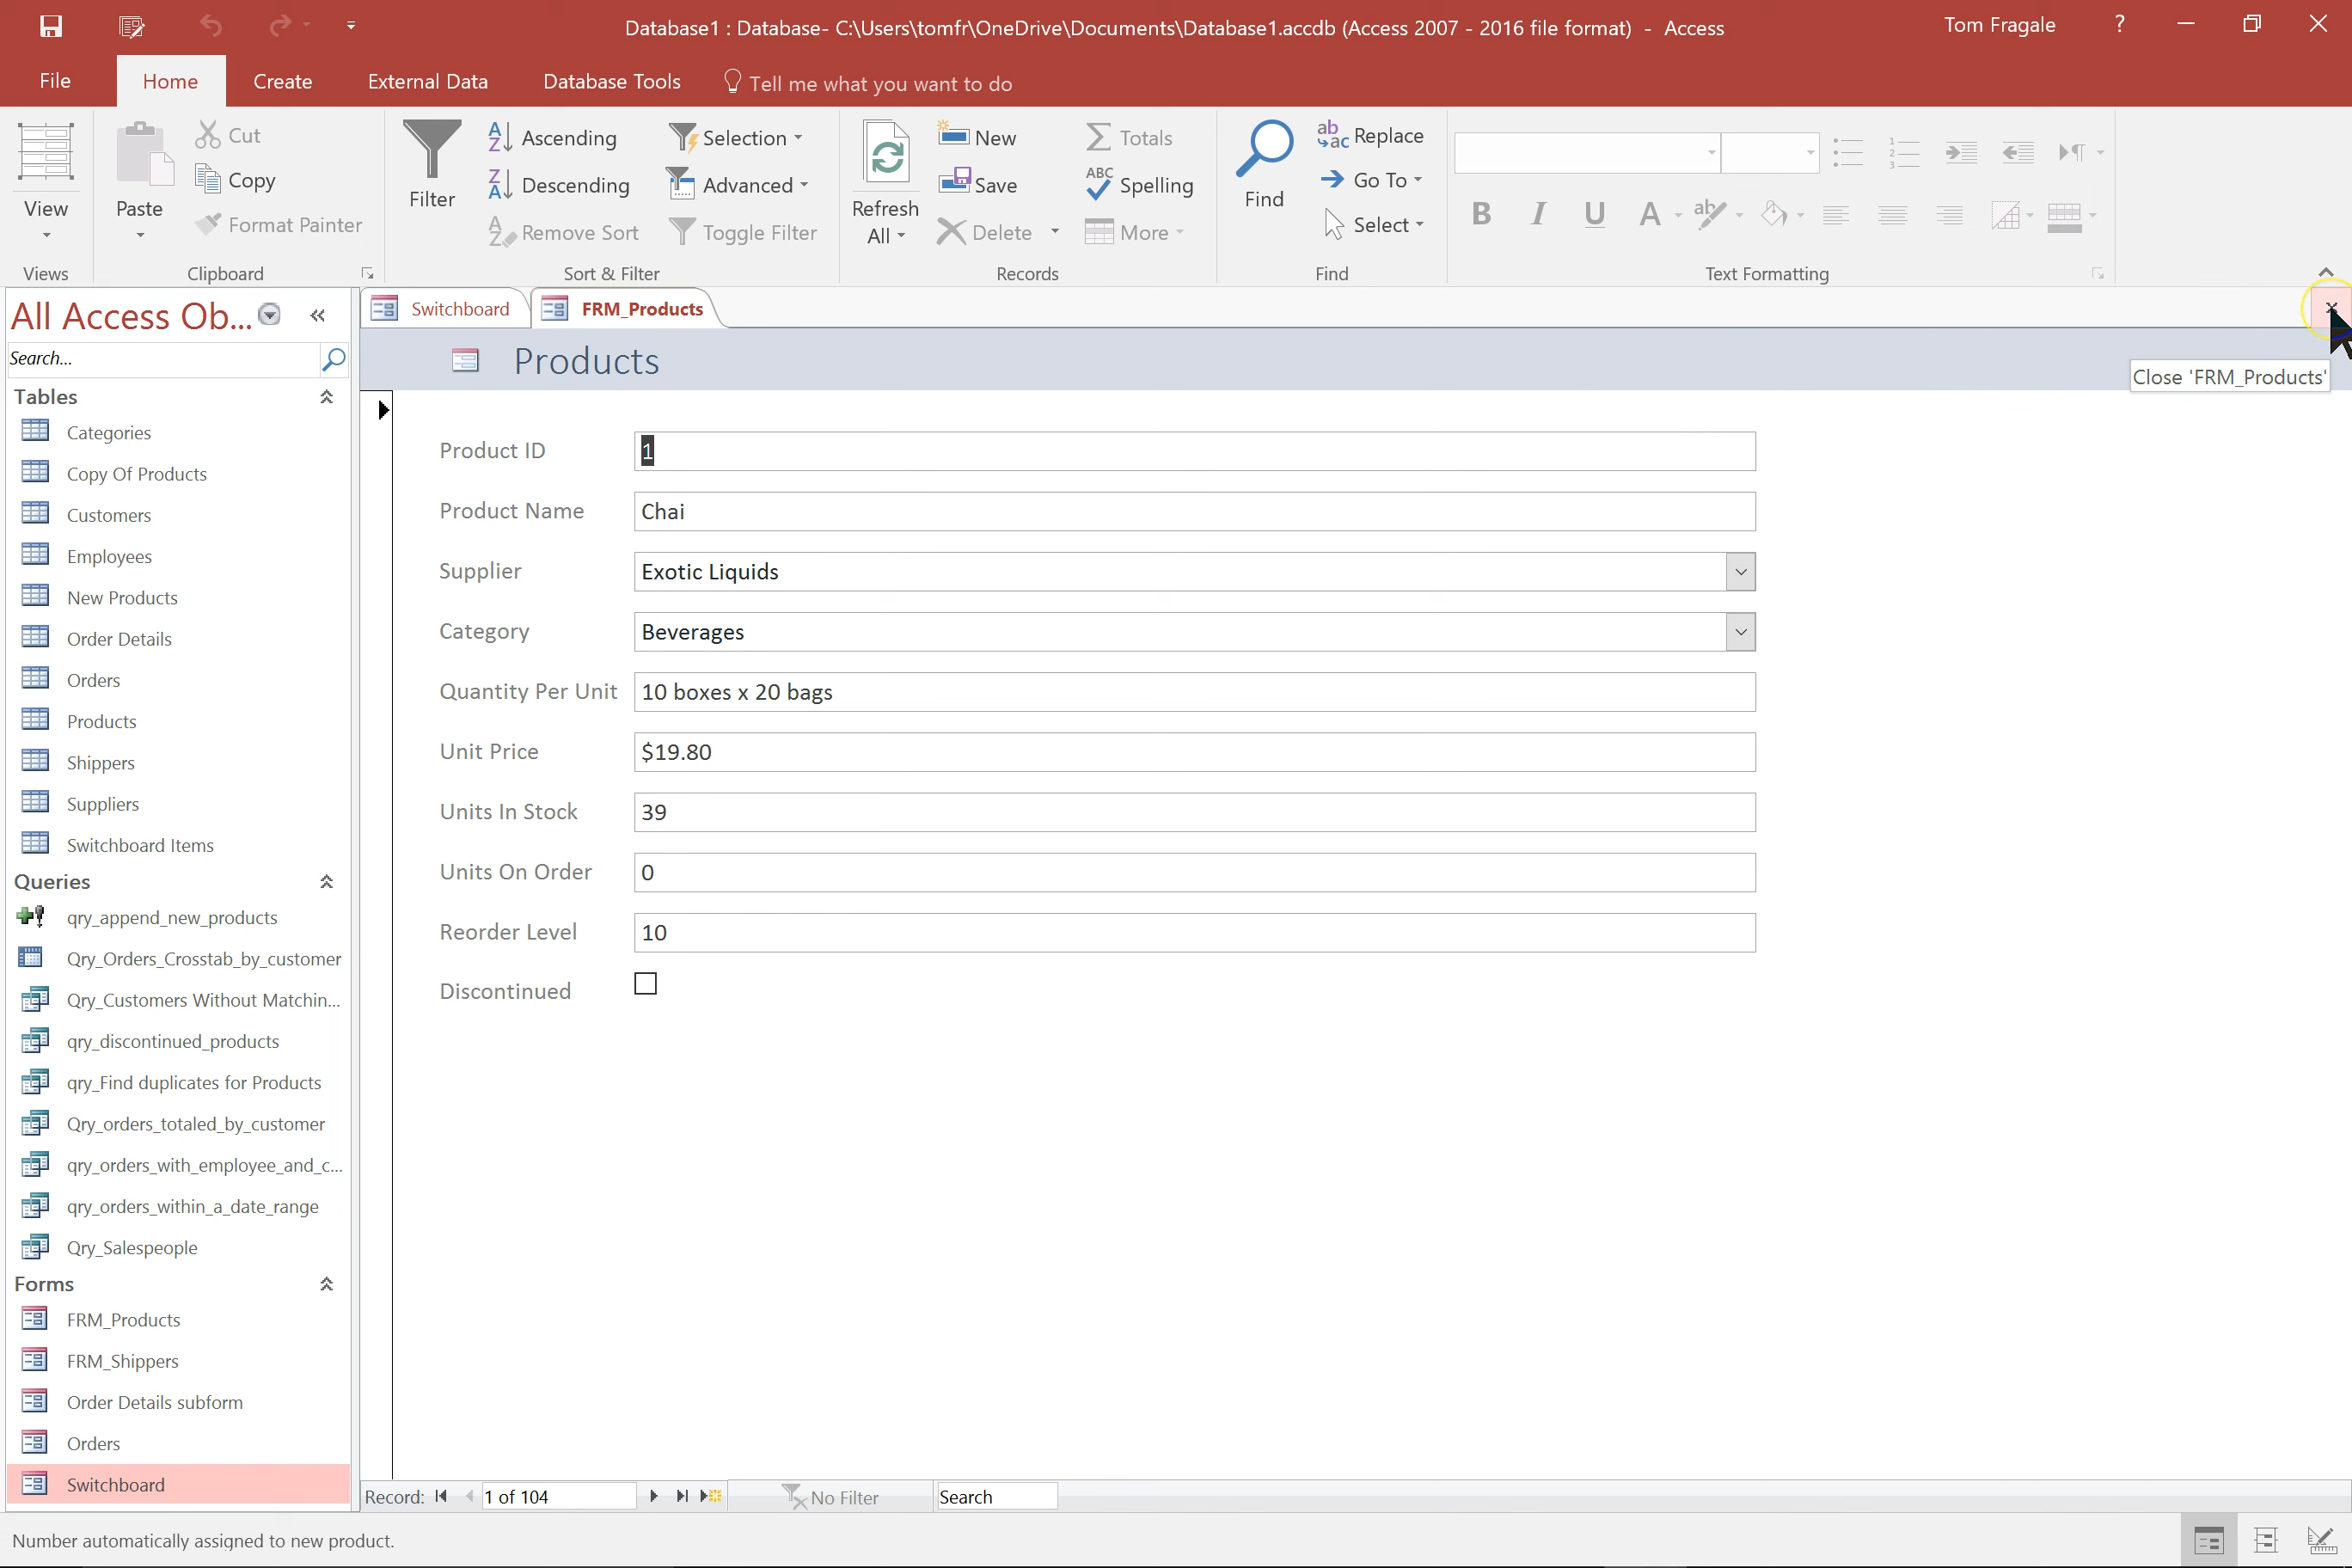 Database1 : Database- C:\Users\tomfr\OneDrive\Documents\Database1.accdb (Access 2007 - 2016 file format) - Access
Tom Fragale
?
File
Home
Create
External Data
Database Tools
Tell me what you want to do
View
Views
Paste
Cut
Copy
Format Painter
Clipboard
Filter
Ascending
Descending
Remove Sort
Selection
Advanced
Toggle Filter
Sort & Filter
Refresh
All
New
Save
Delete
Totals
Spelling
More
Records
Find
Replace
Go To
Select
Find
B I U A
Text Formatting
All Access Ob...
Search...
Tables
Categories
Copy Of Products
Customers
Employees
New Products
Order Details
Orders
Products
Shippers
Suppliers
Switchboard Items
Queries
qry_append_new_products
Qry_Orders_Crosstab_by_customer
Qry_Customers Without Matchin...
qry_discontinued_products
qry_Find duplicates for Products
Qry_orders_totaled_by_customer
qry_orders_with_employee_and_c...
qry_orders_within_a_date_range
Qry_Salespeople
Forms
FRM_Products
FRM_Shippers
Order Details subform
Orders
Switchboard
Switchboard
FRM_Products
Close 'FRM_Products'
Products
Product ID 1
Product Name Chai
Supplier Exotic Liquids
Category Beverages
Quantity Per Unit 10 boxes x 20 bags
Unit Price $19.80
Units In Stock 39
Units On Order 0
Reorder Level 10
Discontinued
Record: 1 of 104 No Filter Search
Number automatically assigned to new product.